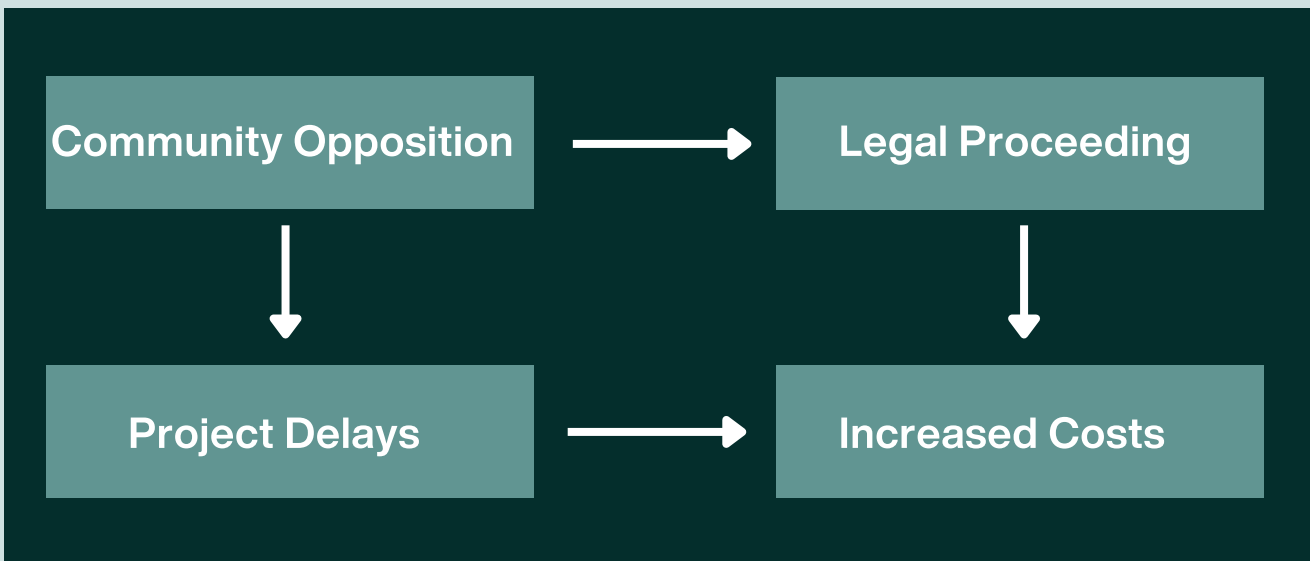 Community Opposition
Legal Proceeding
Project Delays
Increased Costs